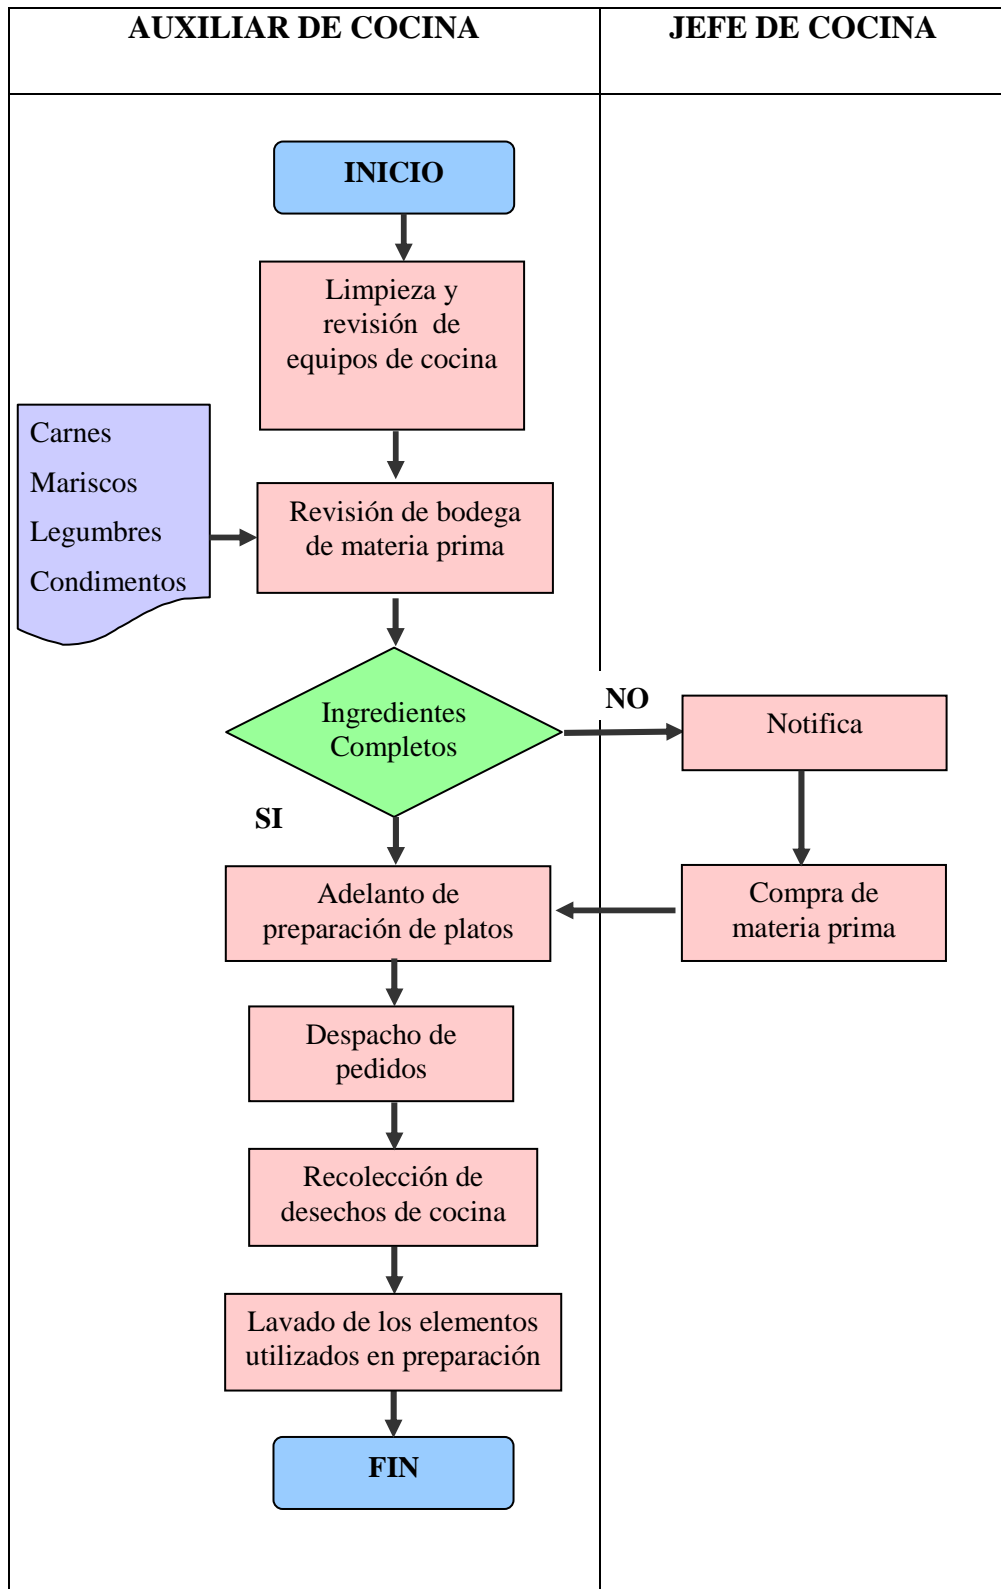 AUXILIAR DE COCINA
JEFE DE COCINA
INICIO
Limpieza y
revisión de
equipos de cocina
Carnes
Mariscos
Legumbres
Condimentos
Revisión de bodega
de materia prima
Ingredientes
Completos
NO
Notifica
SI
Adelanto de
preparación de platos
Compra de
materia prima
Despacho de
pedidos
Recolección de
desechos de cocina
Lavado de los elementos
utilizados en preparación
FIN